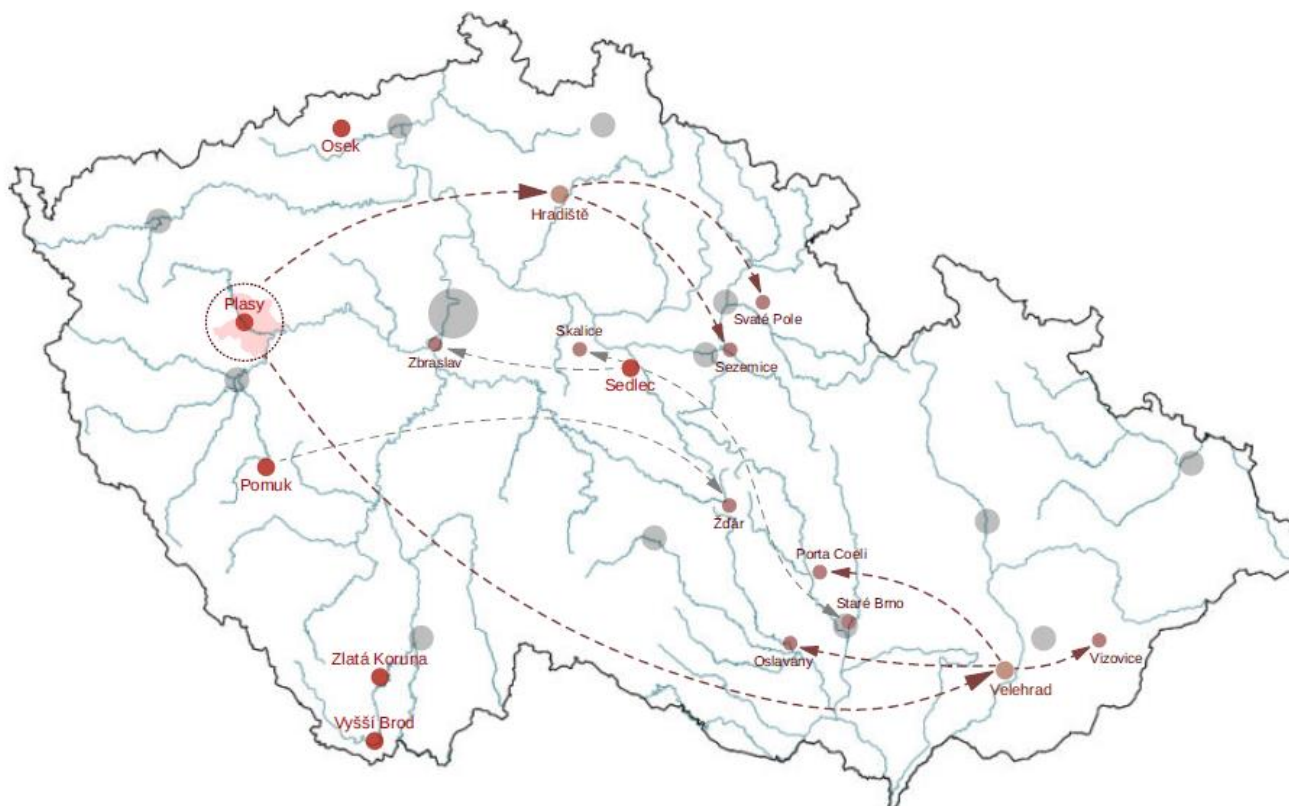 Osek
Hradiště
Plasy
Svaté Pole
Skalice
Zbraslav
Sezemice
Sedlec
Pomuk
Ždár
Porta Coeli
Staré Brno
Oslavany
Vizovice
Zlatá Koruna
Velehrad
Vyšší Brod